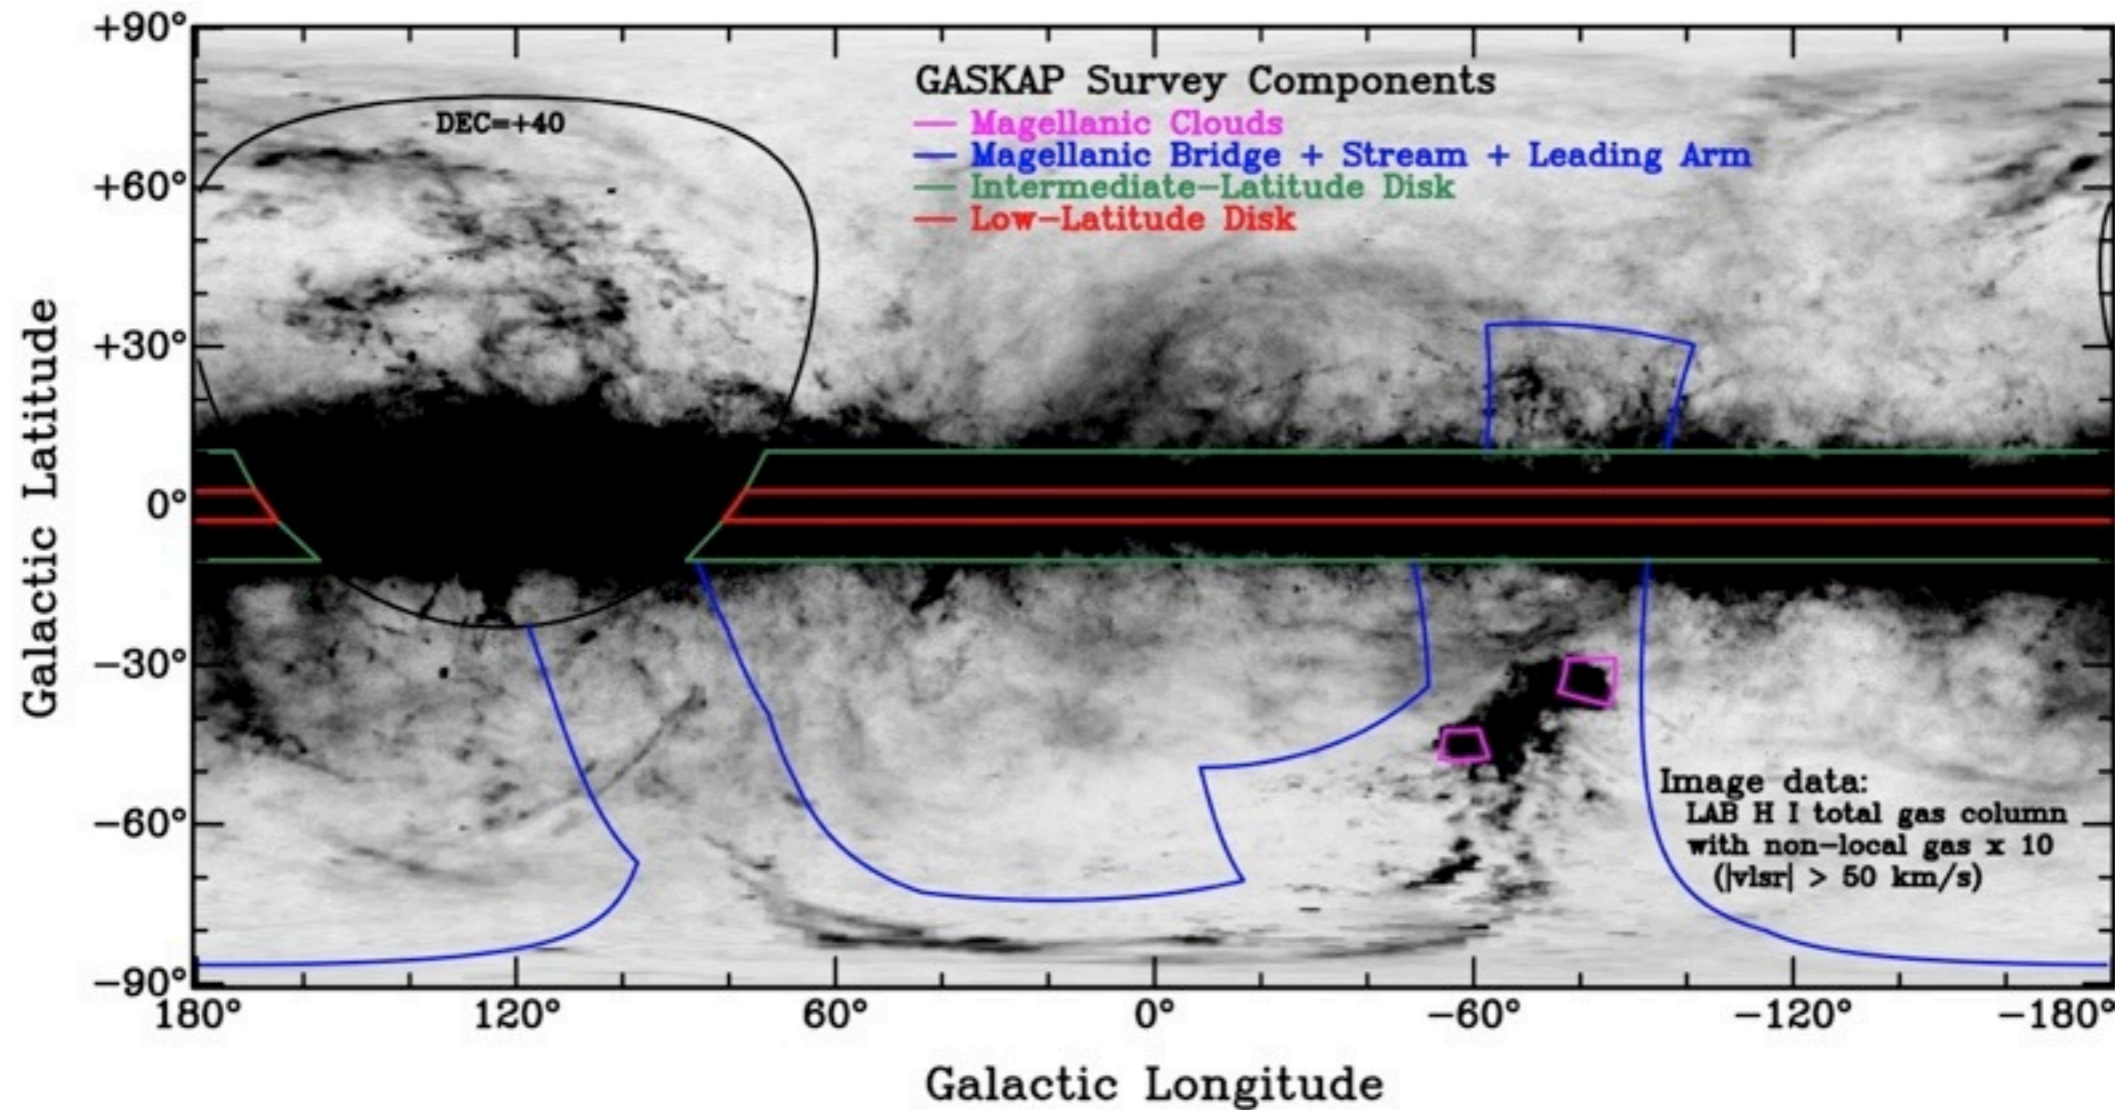 +90°
+60°
+30°
0°
−30°
−60°
−90°
Galactic Latitude
DEC=+40
GASKAP Survey Components
Magellanic Clouds
Magellanic Bridge + Stream + Leading Arm
Intermediate−Latitude Disk
Low−Latitude Disk
Image data:
LAB H I total gas column
with non−local gas x 10
(|vlsr| > 50 km/s)
180° 120° 60° 0° −60° −120° −180°
Galactic Longitude